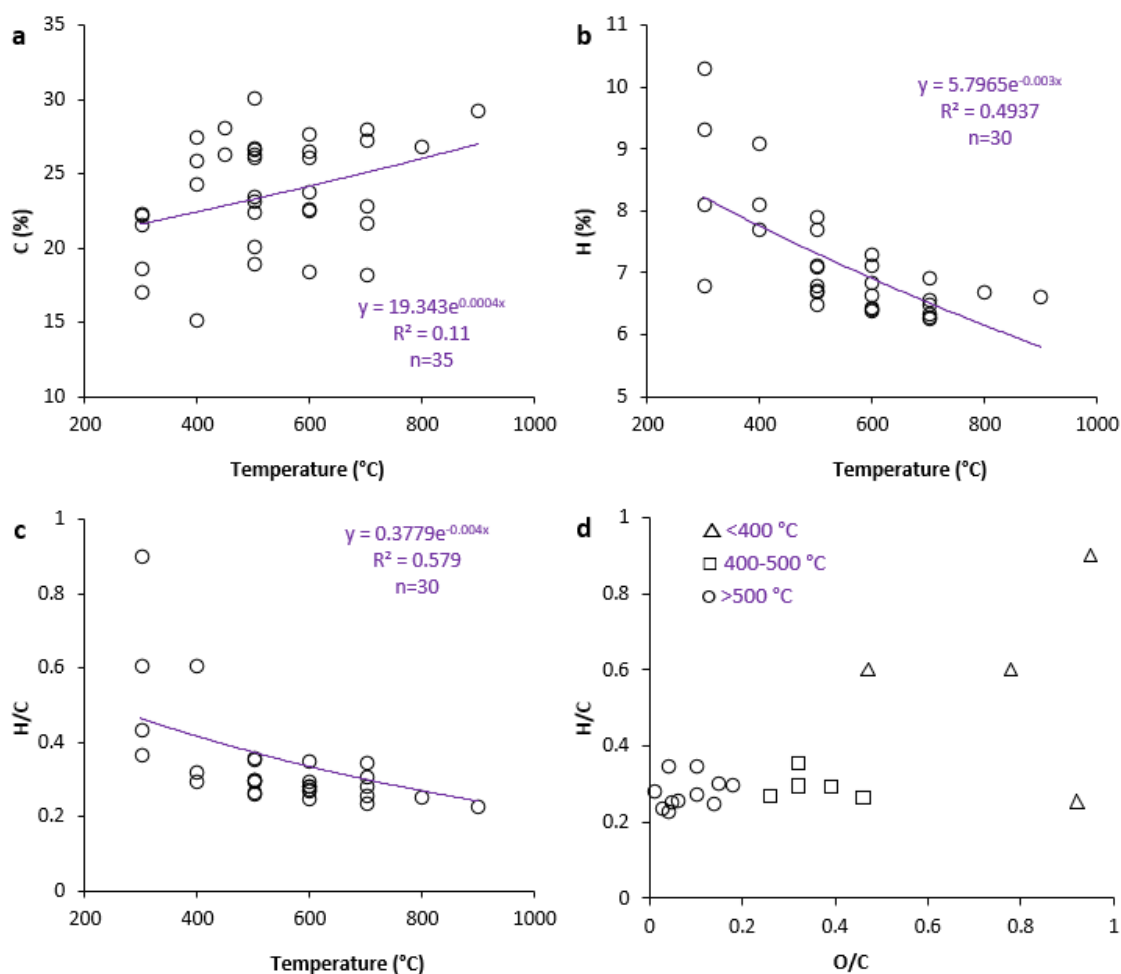 a
35
30
25
20
15
10
C (%)
y = 19.343e^0.0004x
R² = 0.11
n=35
200 400 600 800 1000
Temperature (°C)
b
11
10
9
8
7
6
5
H (%)
y = 5.7965e^-0.003x
R² = 0.4937
n=30
200 400 600 800 1000
Temperature (°C)
c
1
0.8
0.6
0.4
0.2
0
H/C
y = 0.3779e^-0.004x
R² = 0.579
n=30
200 400 600 800 1000
Temperature (°C)
d
1
0.8
0.6
0.4
0.2
0
H/C
<400 °C
400-500 °C
>500 °C
0 0.2 0.4 0.6 0.8 1
O/C